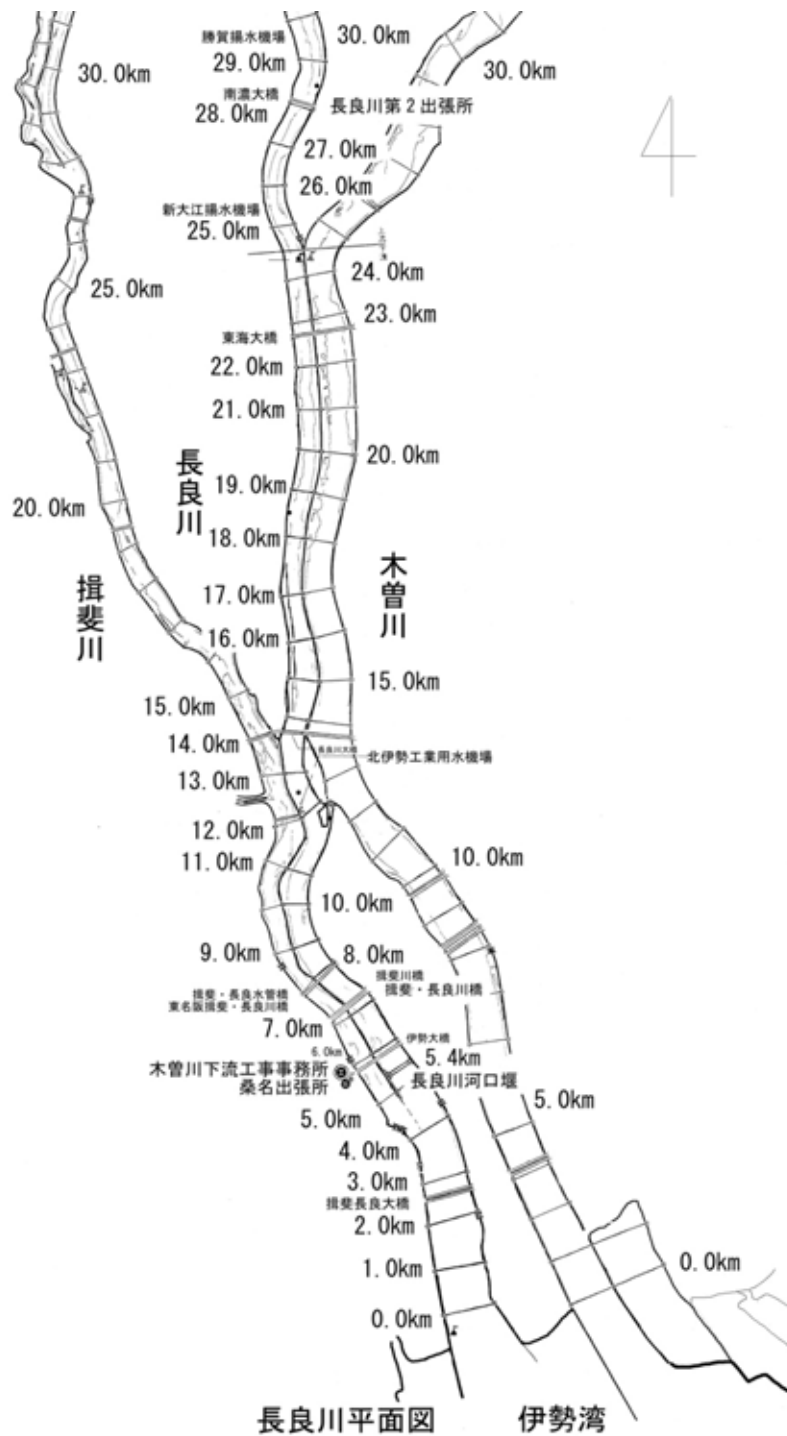 勝賀揚水機場
30.0km
29.0km
30.0km
30.0km
南濃大橋
28.0km
長良川第2出張所
27.0km
26.0km
新大江揚水機場
25.0km
24.0km
25.0km
23.0km
東海大橋
22.0km
21.0km
長良川
20.0km
19.0km
20.0km
18.0km
木曽川
揖斐川
17.0km
16.0km
15.0km
15.0km
14.0km
長良川大橋
北伊勢工業用水機場
13.0km
12.0km
11.0km
10.0km
10.0km
9.0km
8.0km
揖斐川橋
揖斐・長良川橋
揖斐・長良水管橋
東名阪揖斐・長良川橋
7.0km
伊勢大橋
6.0km
5.4km
木曽川下流工事事務所
桑名出張所
長良川河口堰
5.0km
5.0km
4.0km
3.0km
揖斐長良大橋
2.0km
1.0km
0.0km
0.0km
長良川平面図
伊勢湾